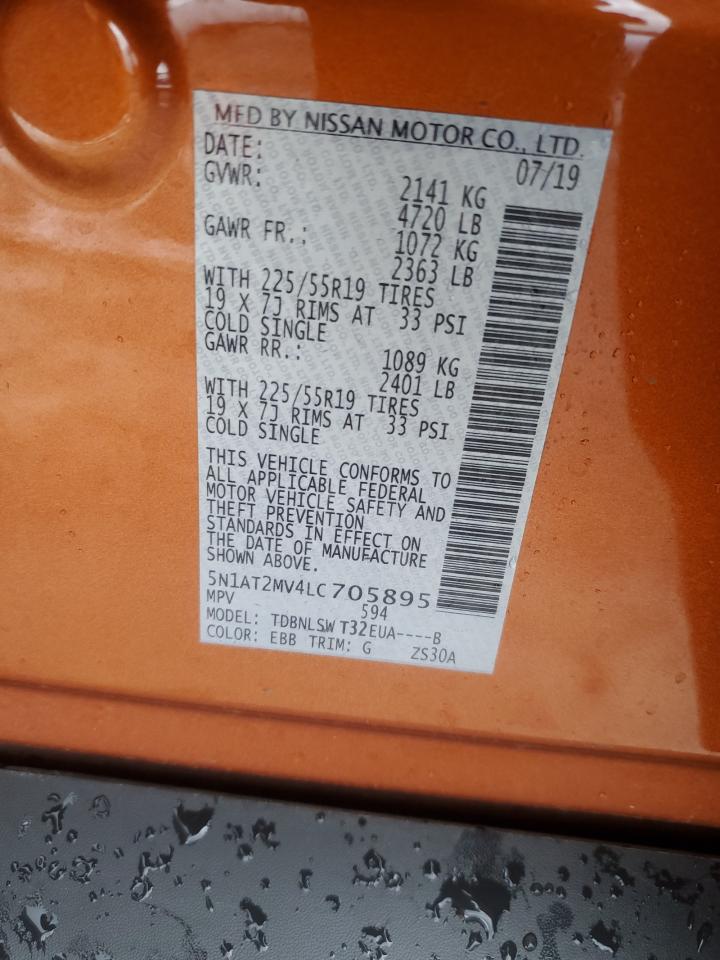 MFD BY NISSAN MOTOR CO., LTD.
DATE: 07/19
GVWR: 2141 KG
4720 LB
GAWR FR.: 1072 KG
2363 LB
WITH 225/55R19 TIRES
19 X 7J RIMS AT 33 PSI
COLD SINGLE
GAWR RR.: 1089 KG
2401 LB
WITH 225/55R19 TIRES
19 X 7J RIMS AT 33 PSI
COLD SINGLE
THIS VEHICLE CONFORMS TO
ALL APPLICABLE FEDERAL
MOTOR VEHICLE SAFETY AND
THEFT PREVENTION
STANDARDS IN EFFECT ON
THE DATE OF MANUFACTURE
SHOWN ABOVE.
5N1AT2MV4LC705895
MPV 594
MODEL: TDBNLSWT32EUA----B
COLOR: EBB TRIM: G ZS30A